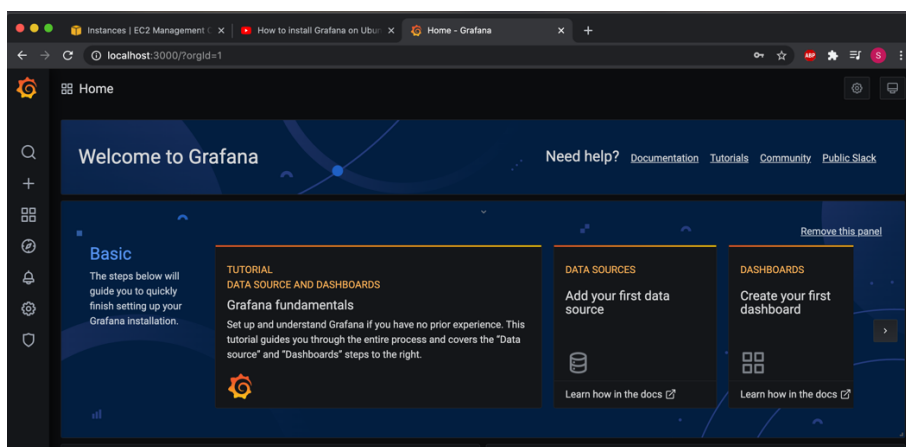 Instances | EC2 Management
How to install Grafana on Ubun
Home - Grafana
localhost:3000/?orgId=1
ABP
S
Home
Welcome to Grafana
Need help? Documentation Tutorials Community Public Slack
Remove this panel
Basic
The steps below will
guide you to quickly
finish setting up your
Grafana installation.
TUTORIAL
DATA SOURCE AND DASHBOARDS
Grafana fundamentals
Set up and understand Grafana if you have no prior experience. This
tutorial guides you through the entire process and covers the “Data
source” and “Dashboards” steps to the right.
DATA SOURCES
Add your first data
source
Learn how in the docs
DASHBOARDS
Create your first
dashboard
Learn how in the docs